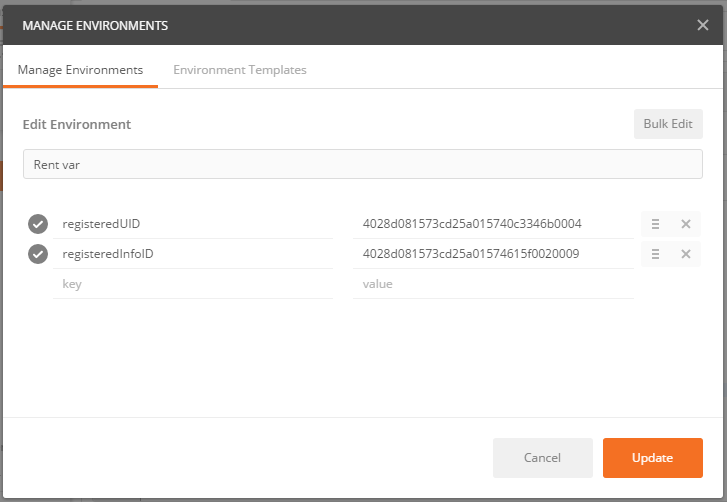 MANAGE ENVIRONMENTS
Manage Environments Environment Templates
Edit Environment Bulk Edit
Rent var
registeredUID 4028d081573cd25a015740c3346b0004
registeredInfoID 4028d081573cd25a01574615f0020009
key value
Cancel Update